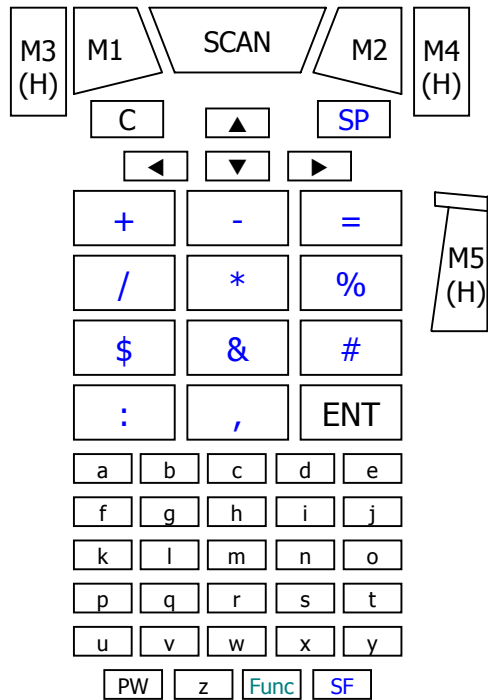 M3 (H) M1 SCAN M2 M4 (H)
C ▲ SP
◀ ▼ ▶
+ - =
/ * %
M5 (H)
$ & #
: , ENT
a b c d e
f g h i j
k l m n o
p q r s t
u v w x y
PW z Func SF